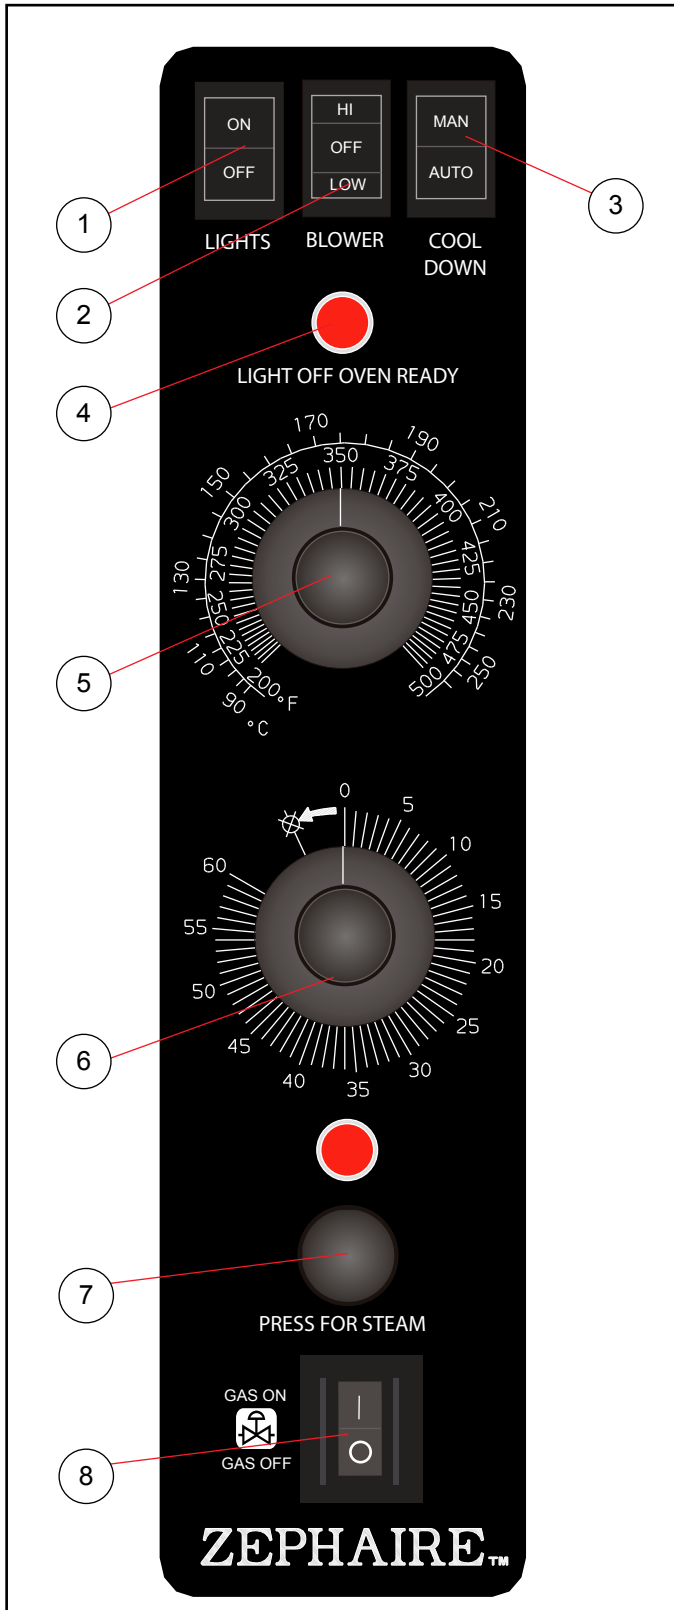 ON
OFF
HI
OFF
LOW
MAN
AUTO
1
LIGHTS
BLOWER
COOL
DOWN
3
2
4
LIGHT OFF OVEN READY
200°F
225
250
275
300
325
350
375
400
425
450
475
500
90 °C
110
130
150
170
190
210
230
250
5
0
5
10
15
20
25
30
35
40
45
50
55
60
6
7
PRESS FOR STEAM
GAS ON
GAS OFF
|
O
8
ZEPHAIRE™